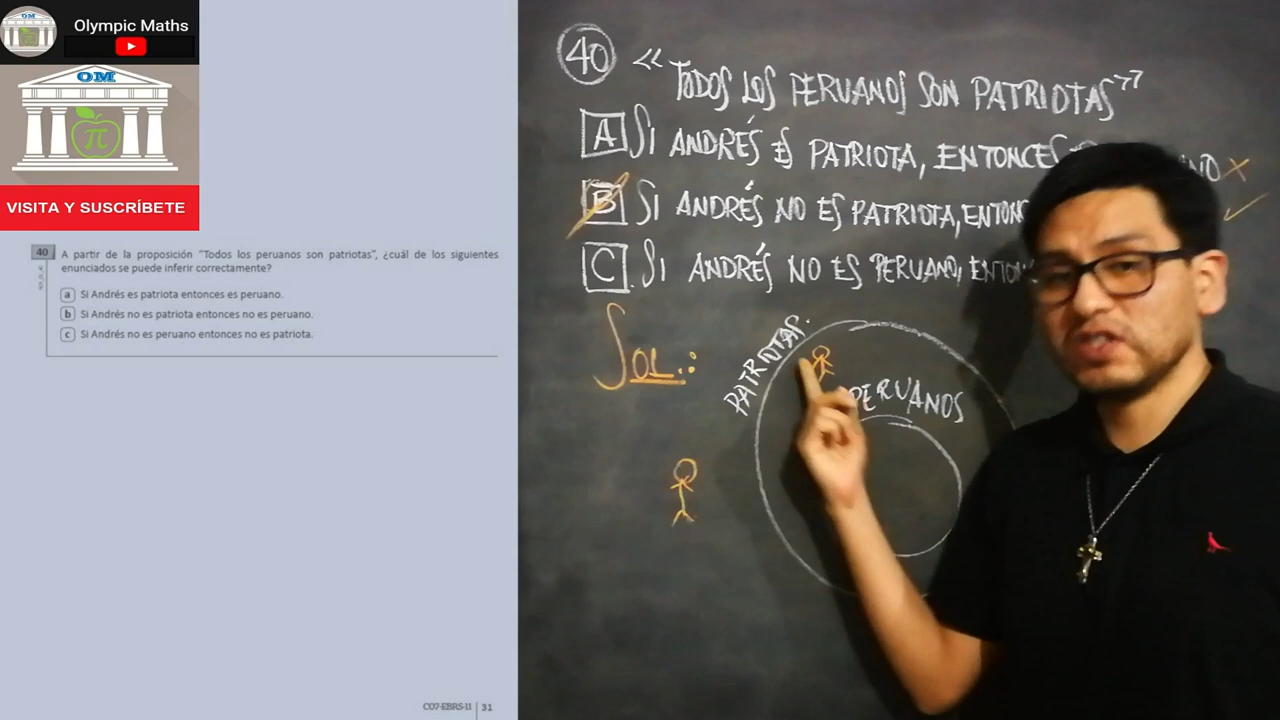 OM
Olympic Maths
OM
π
VISITA Y SUSCRÍBETE
40 A partir de la proposición "Todos los peruanos son patriotas", ¿cuál de los siguientes
enunciados se puede inferir correctamente?
a Si Andrés es patriota entonces es peruano.
b Si Andrés no es patriota entonces no es peruano.
c Si Andrés no es peruano entonces no es patriota.
C07-EBRS-11 31
40 "TODOS LOS PERUANOS SON PATRIOTAS"
A SI ANDRÉS ES PATRIOTA, ENTONCES
B SI ANDRÉS NO ES PATRIOTA,
C. SI ANDRÉS NO ES PERUANO,
SOL.:
PATRIOTAS.
PERUANOS